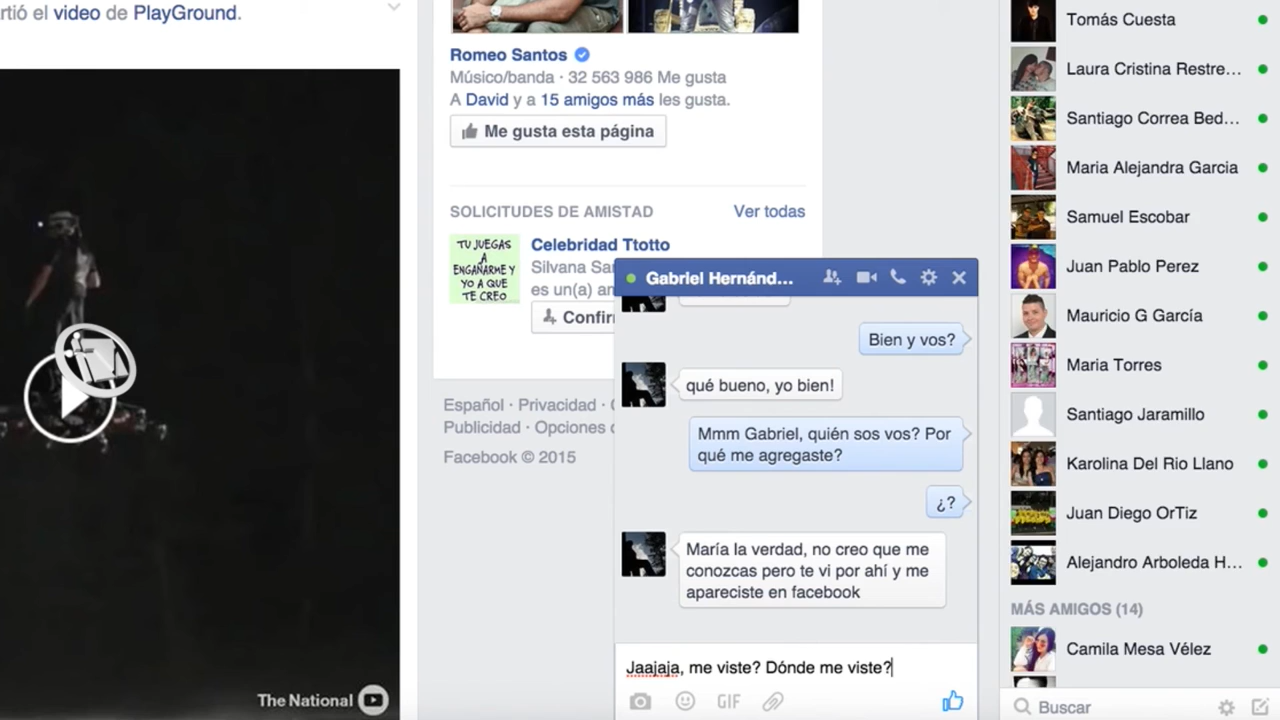 rtió el video de PlayGround.
The National
Romeo Santos
Músico/banda · 32 563 986 Me gusta
A David y a 15 amigos más les gusta.
Me gusta esta página
SOLICITUDES DE AMISTAD
Ver todas
TU JUEGAS
A
ENGAÑARME Y
YO A QUE
TE CREO
Celebridad Ttotto
Silvana Sa
es un(a) an
Confir
Español · Privacidad ·
Publicidad · Opciones
Facebook © 2015
Gabriel Hernánd...
Bien y vos?
qué bueno, yo bien!
Mmm Gabriel, quién sos vos? Por
qué me agregaste?
¿?
María la verdad, no creo que me
conozcas pero te vi por ahí y me
apareciste en facebook
Jaajaja, me viste? Dónde me viste?
GIF
Tomás Cuesta
Laura Cristina Restre...
Santiago Correa Bed...
Maria Alejandra Garcia
Samuel Escobar
Juan Pablo Perez
Mauricio G García
Maria Torres
Santiago Jaramillo
Karolina Del Rio Llano
Juan Diego OrTiz
Alejandro Arboleda H...
MÁS AMIGOS (14)
Camila Mesa Vélez
Buscar